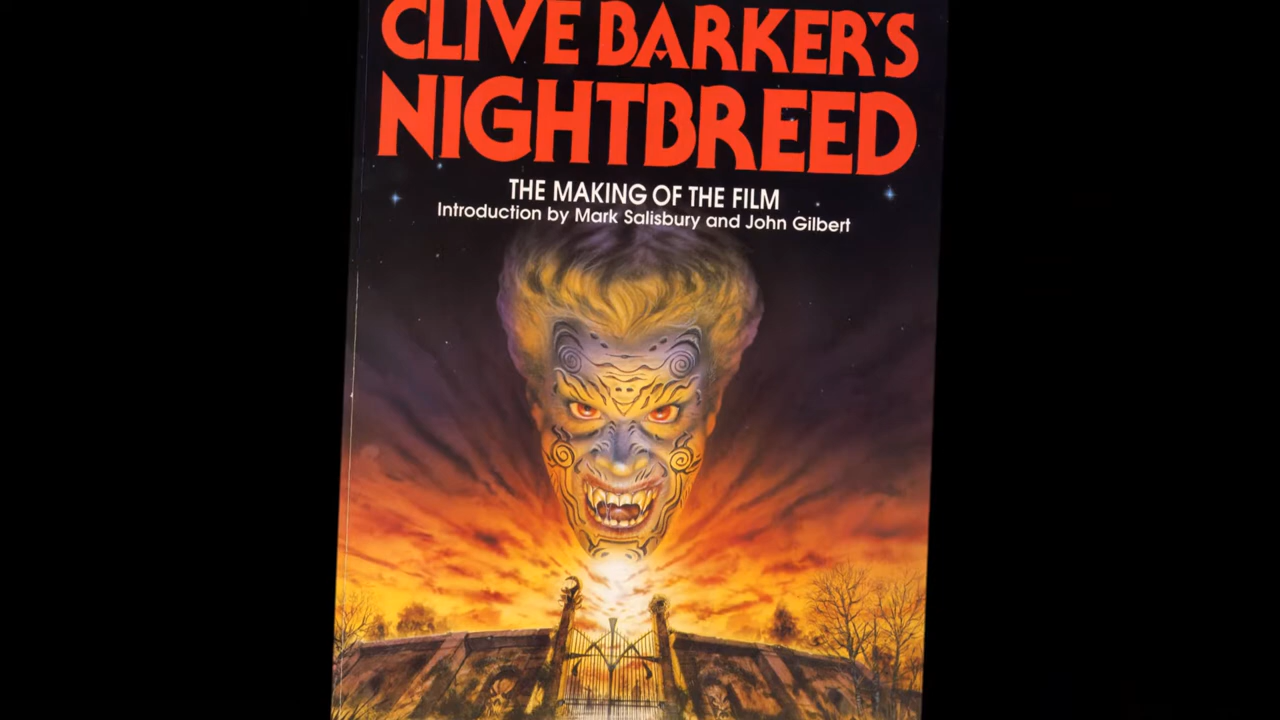 CLIVE BARKER'S
NIGHTBREED
THE MAKING OF THE FILM
Introduction by Mark Salisbury and John Gilbert